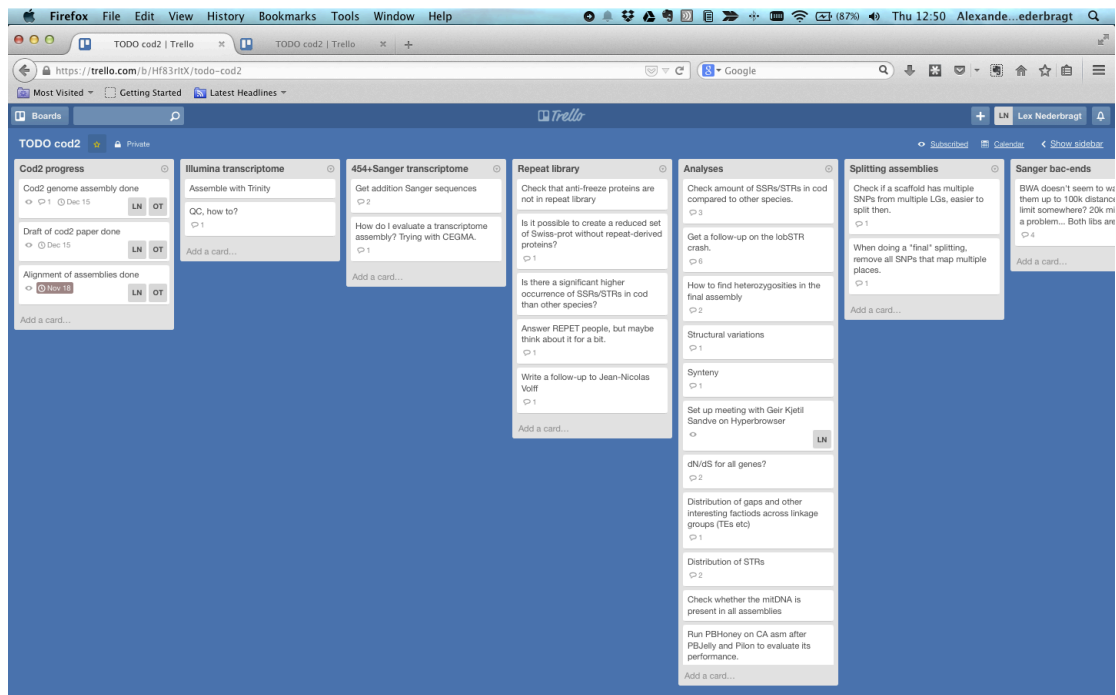 Firefox File Edit View History Bookmarks Tools Window Help
(87%) Thu 12:50 Alexande...ederbragt
TODO cod2 | Trello
TODO cod2 | Trello
https://trello.com/b/Hf83rltX/todo-cod2
Google
Most Visited
Getting Started
Latest Headlines
Boards
Trello
LN Lex Nederbragt
TODO cod2
Private
Subscribed
Calendar
Show sidebar
Cod2 progress
Cod2 genome assembly done
1 Dec 15
LN OT
Draft of cod2 paper done
Dec 15
LN OT
Alignment of assemblies done
Nov 18
LN OT
Add a card...
Illumina transcriptome
Assemble with Trinity
QC, how to?
1
Add a card...
454+Sanger transcriptome
Get addition Sanger sequences
2
How do I evaluate a transcriptome
assembly? Trying with CEGMA.
1
Add a card...
Repeat library
Check that anti-freeze proteins are
not in repeat library
Is it possible to create a reduced set
of Swiss-prot without repeat-derived
proteins?
1
Is there a significant higher
occurrence of SSRs/STRs in cod
than other species?
Answer REPET people, but maybe
think about it for a bit.
1
Write a follow-up to Jean-Nicolas
Volff
1
Add a card...
Analyses
Check amount of SSRs/STRs in cod
compared to other species.
3
Get a follow-up on the lobSTR
crash.
6
How to find heterozygosities in the
final assembly
2
Structural variations
1
Synteny
1
Set up meeting with Geir Kjetil
Sandve on Hyperbrowser
LN
dN/dS for all genes?
2
Distribution of gaps and other
interesting factiods across linkage
groups (TEs etc)
1
Distribution of STRs
2
Check whether the mitDNA is
present in all assemblies
Run PBHoney on CA asm after
PBJelly and Pilon to evaluate its
performance.
Add a card...
Splitting assemblies
Check if a scaffold has multiple
SNPs from multiple LGs, easier to
split then.
1
When doing a "final" splitting,
remove all SNPs that map multiple
places.
1
Add a card...
Sanger bac-ends
BWA doesn't seem to wa
them up to 100k distance
limit somewhere? 20k mi
a problem... Both libs are
4
Add a card...